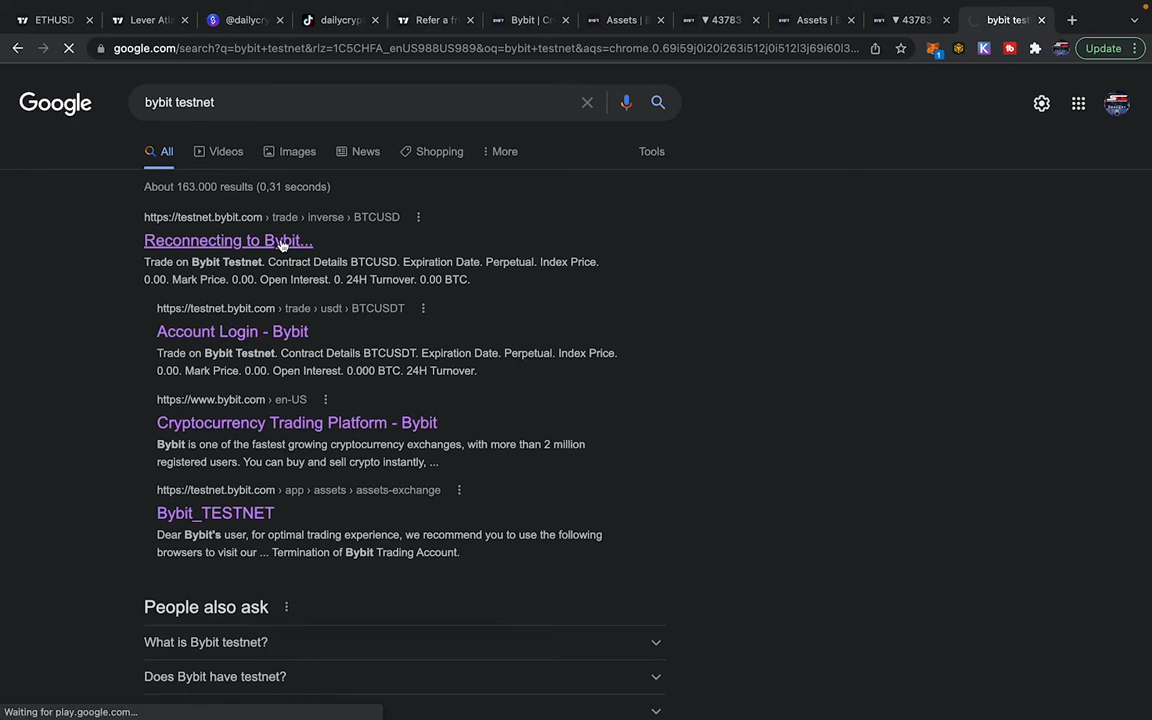 ETHUSD
Lever Atl
@dailycry
dailycryp
Refer a fr
Bybit | Cr
Assets | B
▼ 43783
Assets | B
▼ 43783
bybit test
google.com/search?q=bybit+testnet&rlz=1C5CHFA_enUS988US989&oq=bybit+testnet&aqs=chrome.0.69i59j0i20i263i512j0i512l3j69i60l3...
1
K
Update
Google
bybit testnet
All
Videos
Images
News
Shopping
More
Tools
About 163.000 results (0,31 seconds)
https://testnet.bybit.com › trade › inverse › BTCUSD
Reconnecting to Bybit...
Trade on Bybit Testnet. Contract Details BTCUSD. Expiration Date. Perpetual. Index Price.
0.00. Mark Price. 0.00. Open Interest. 0. 24H Turnover. 0.00 BTC.
https://testnet.bybit.com › trade › usdt › BTCUSDT
Account Login - Bybit
Trade on Bybit Testnet. Contract Details BTCUSDT. Expiration Date. Perpetual. Index Price.
0.00. Mark Price. 0.00. Open Interest. 0.000 BTC. 24H Turnover.
https://www.bybit.com › en-US
Cryptocurrency Trading Platform - Bybit
Bybit is one of the fastest growing cryptocurrency exchanges, with more than 2 million
registered users. You can buy and sell crypto instantly, ...
https://testnet.bybit.com › app › assets › assets-exchange
Bybit_TESTNET
Dear Bybit's user, for optimal trading experience, we recommend you to use the following
browsers to visit our ... Termination of Bybit Trading Account.
People also ask
What is Bybit testnet?
Does Bybit have testnet?
Waiting for play.google.com...